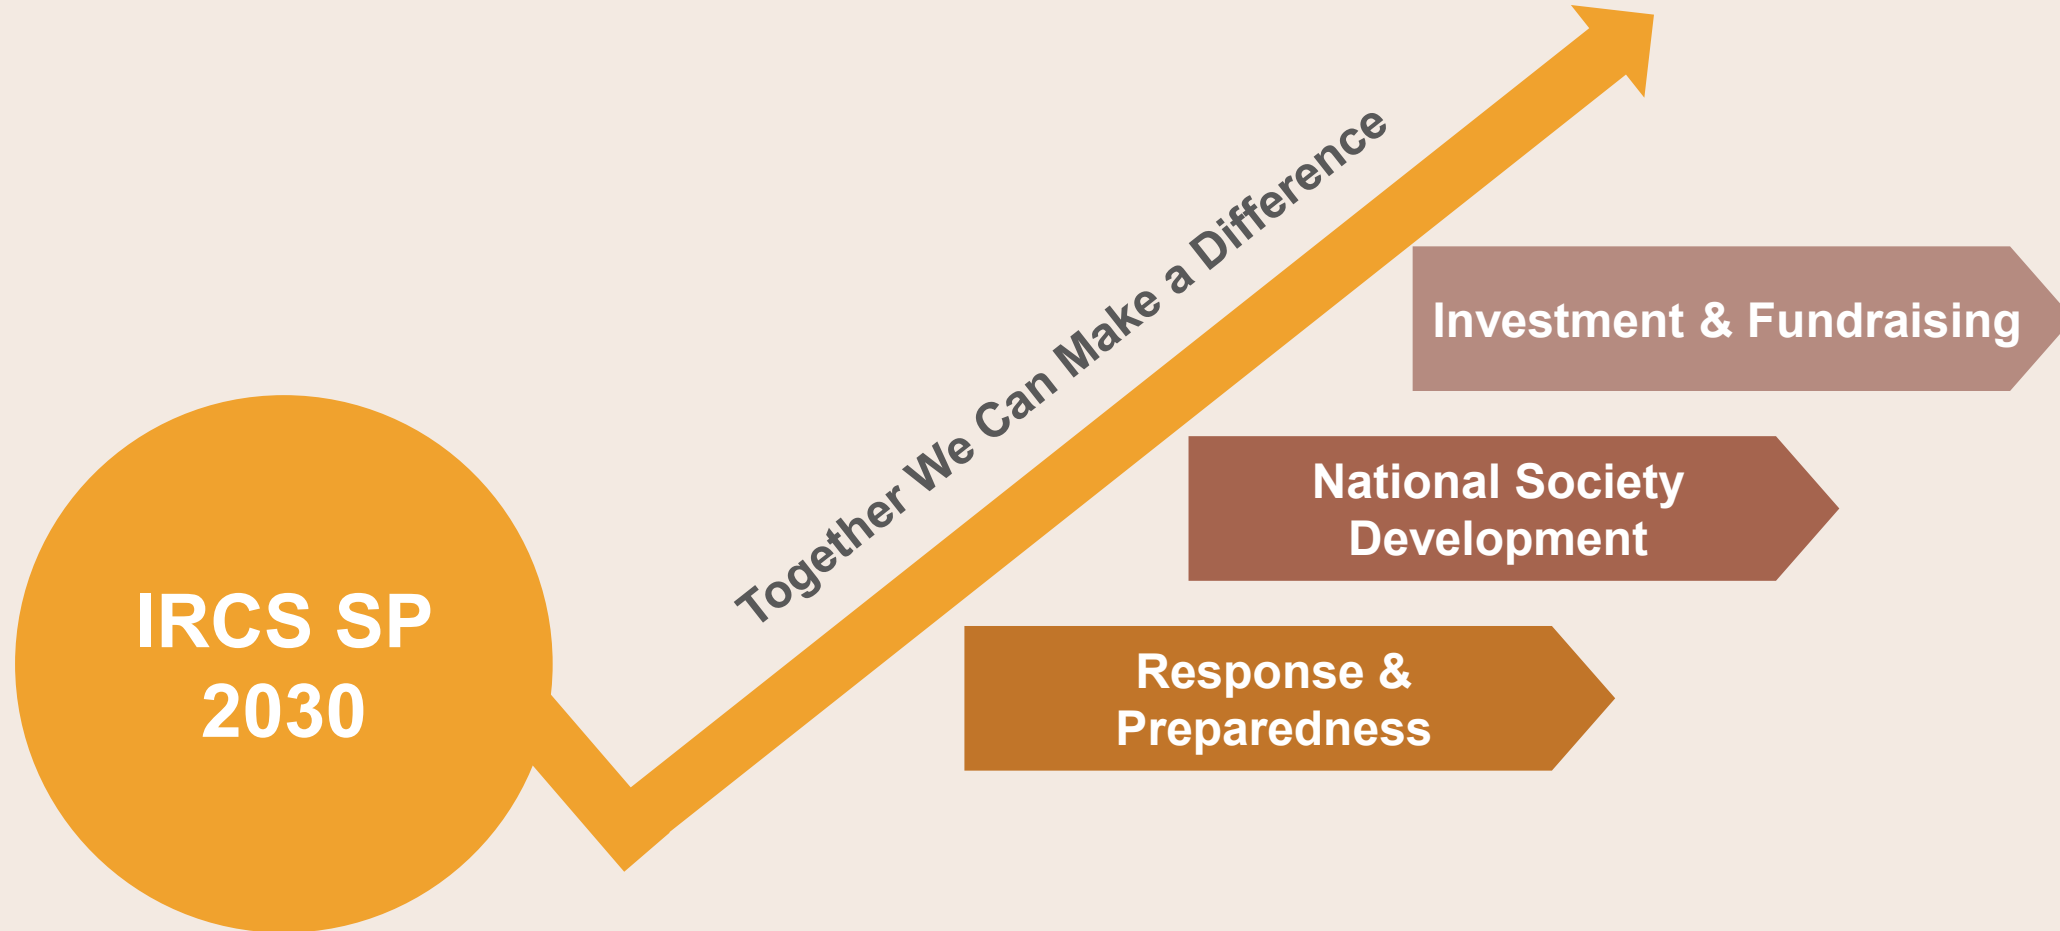 IRCS SP
2030
Together We Can Make a Difference
Investment & Fundraising
National Society
Development
Response &
Preparedness